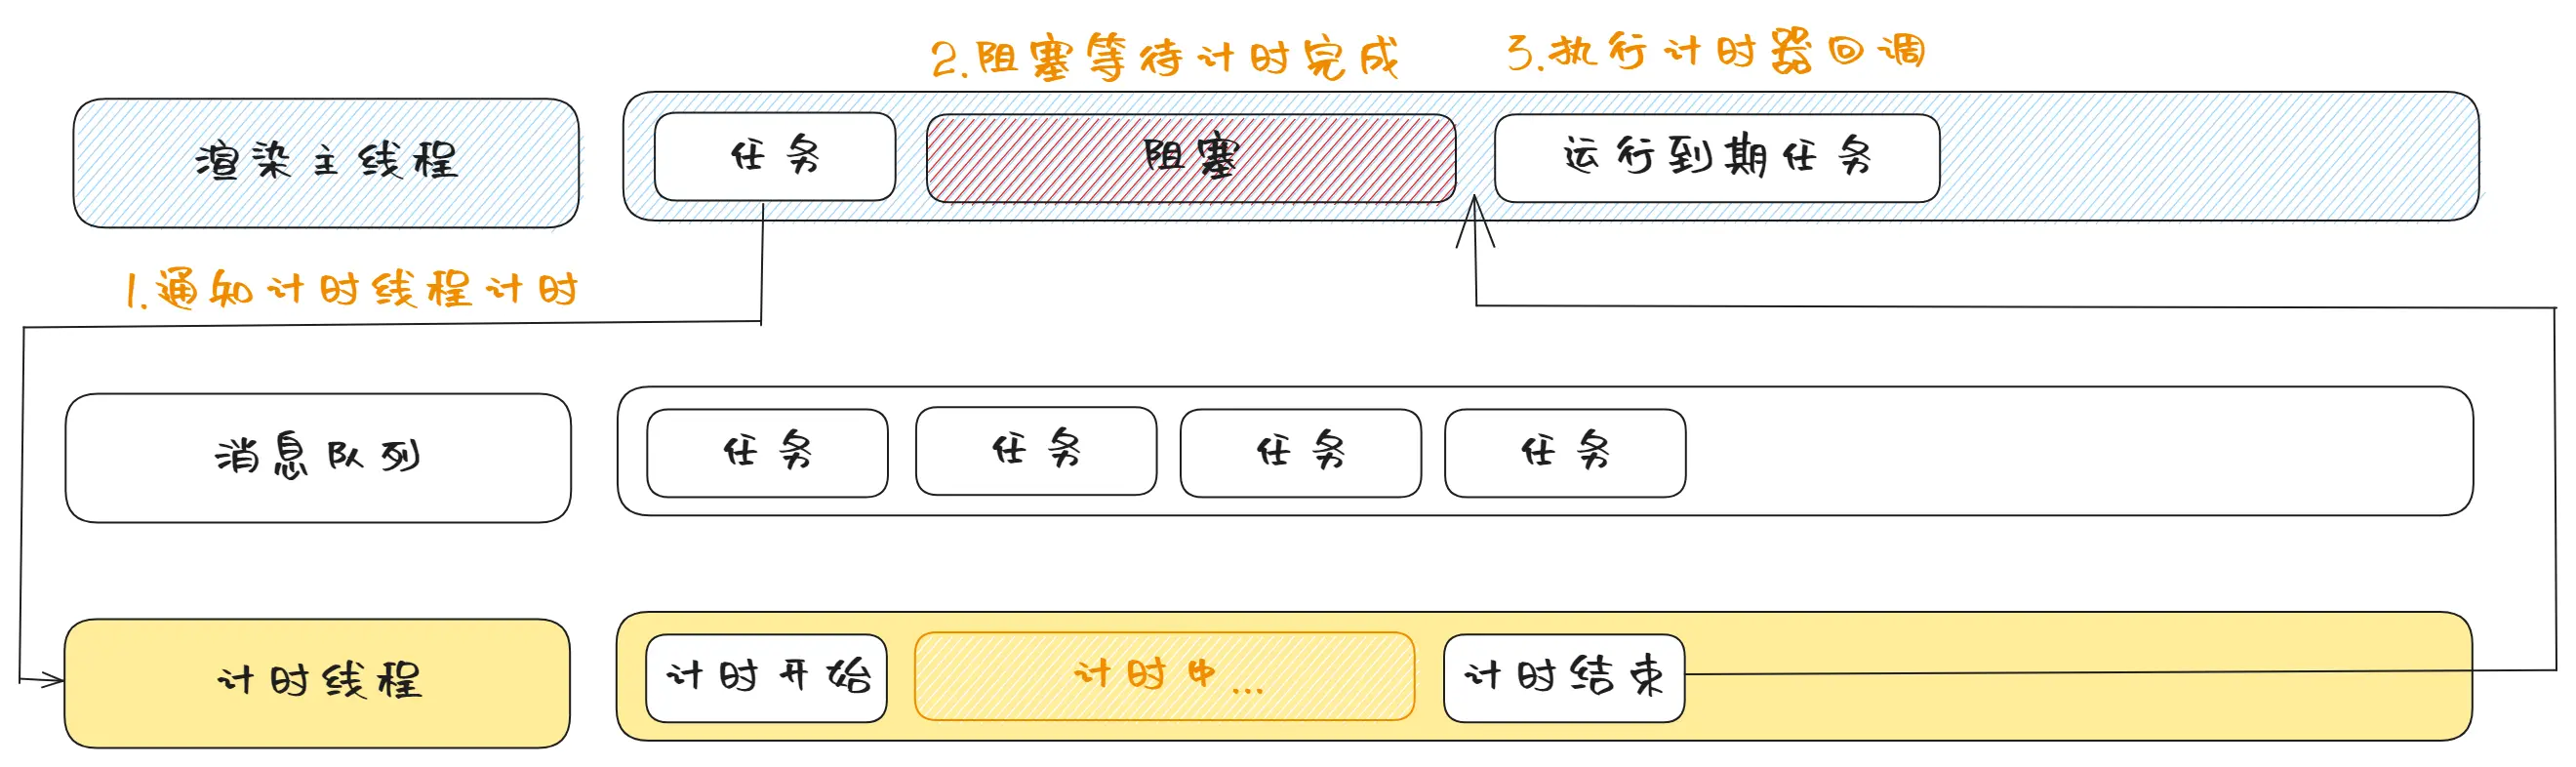 2.阻塞等待计时完成
3.执行计时器回调
渲染主线程
任务
阻塞
运行到期任务
1.通知计时线程计时
消息队列
任务
任务
任务
任务
计时线程
计时开始
计时中...
计时结束